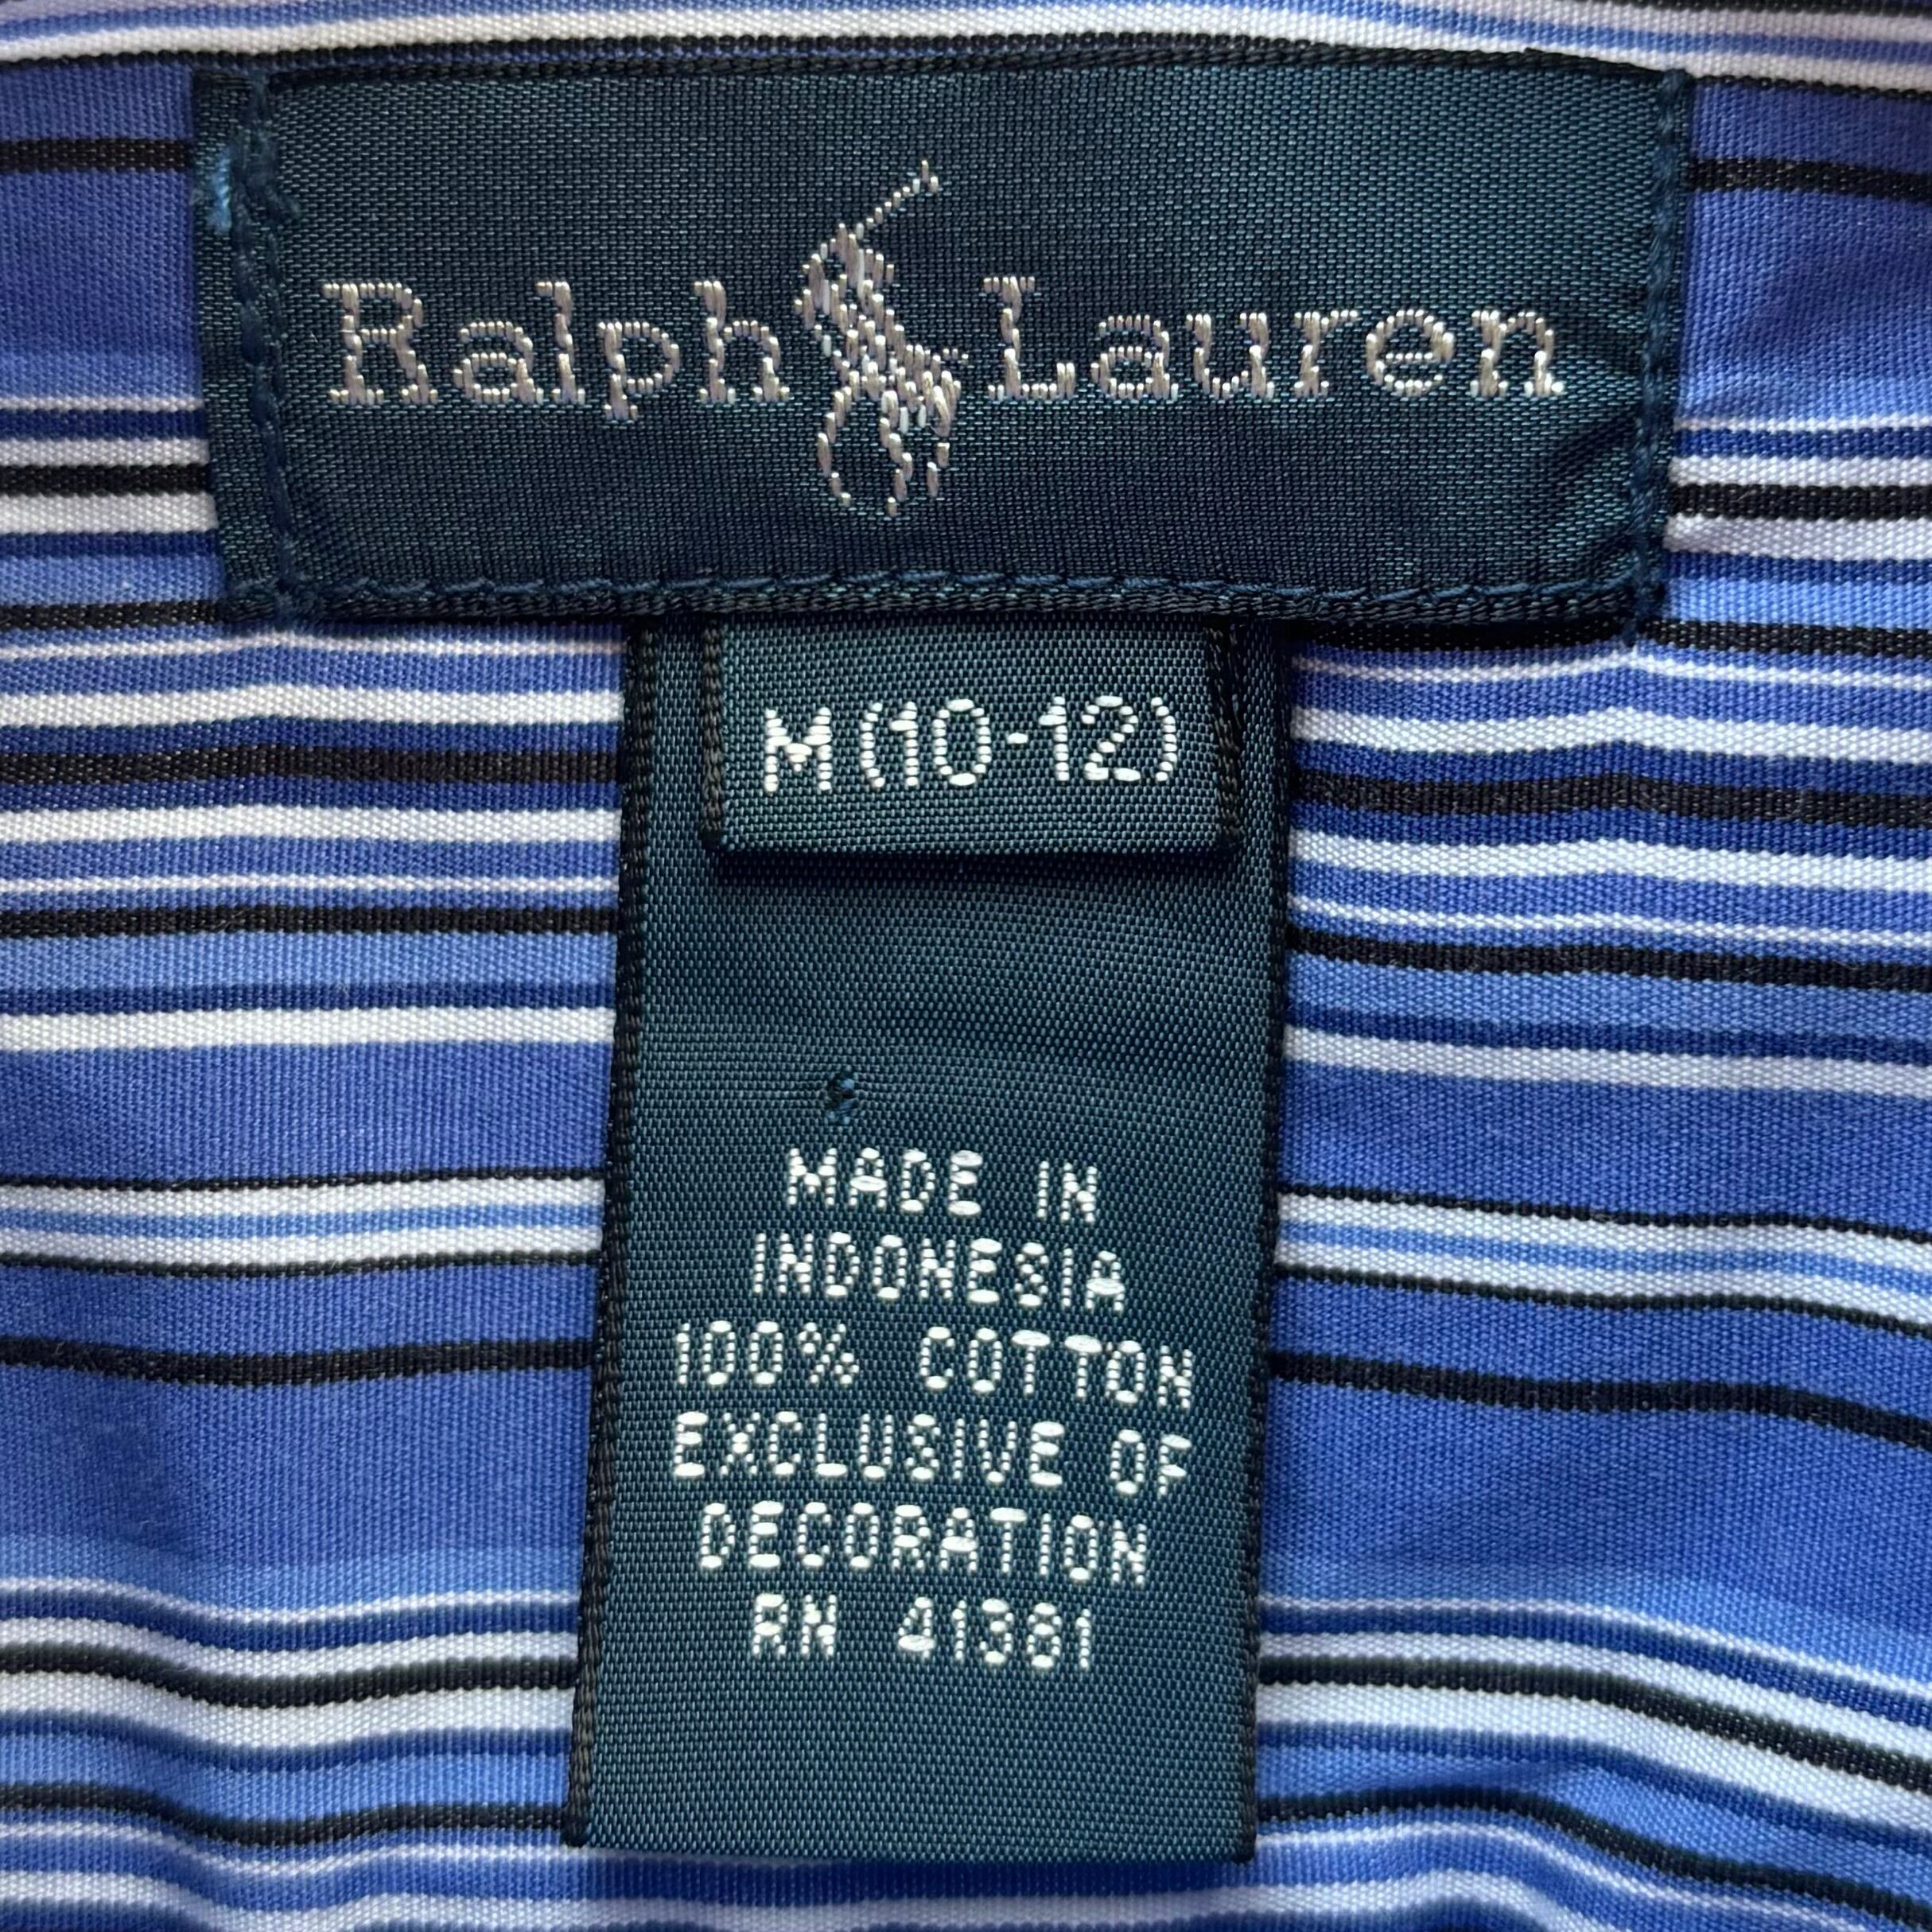 Ralph Lauren
M (10-12)
MADE IN
INDONESIA
100% COTTON
EXCLUSIVE OF
DECORATION
RN 41381